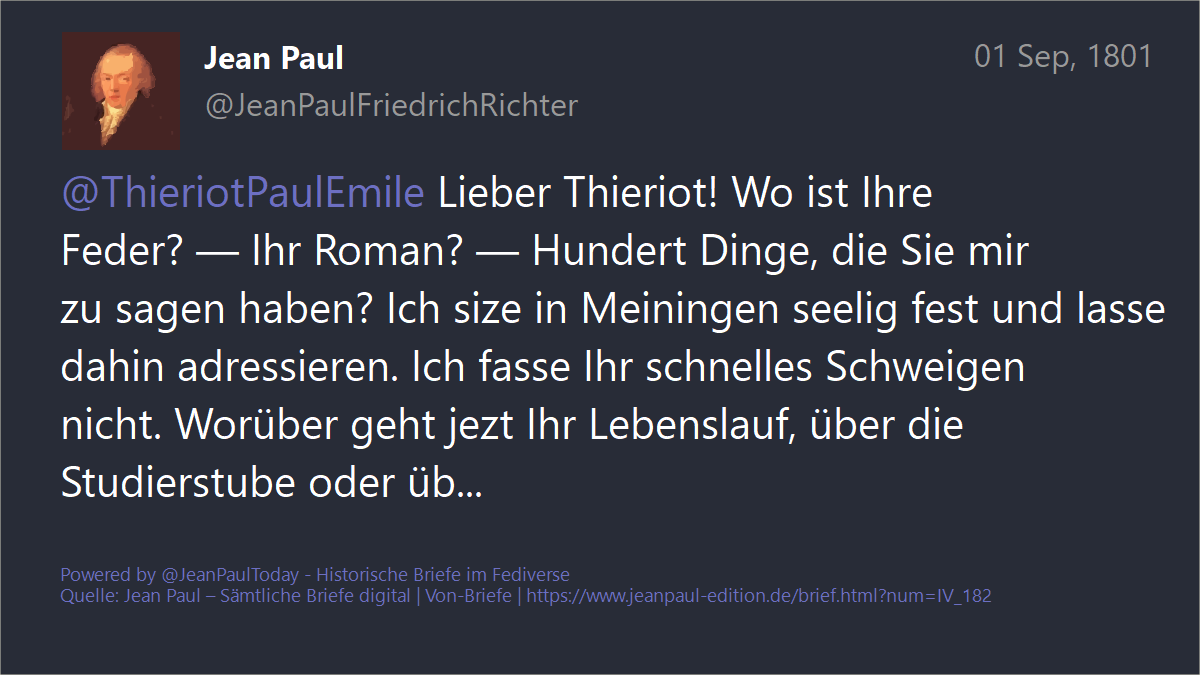 Jean Paul
01 Sep, 1801
@JeanPaulFriedrichRichter
@ThieriotPaulEmile Lieber Thieriot! Wo ist Ihre
Feder? — Ihr Roman? — Hundert Dinge, die Sie mir
zu sagen haben? Ich size in Meiningen seelig fest und lasse
dahin adressieren. Ich fasse Ihr schnelles Schweigen
nicht. Worüber geht jezt Ihr Lebenslauf, über die
Studierstube oder üb...
Powered by @JeanPaulToday - Historische Briefe im Fediverse
Quelle: Jean Paul – Sämtliche Briefe digital | Von-Briefe | https://www.jeanpaul-edition.de/brief.html?num=IV_182